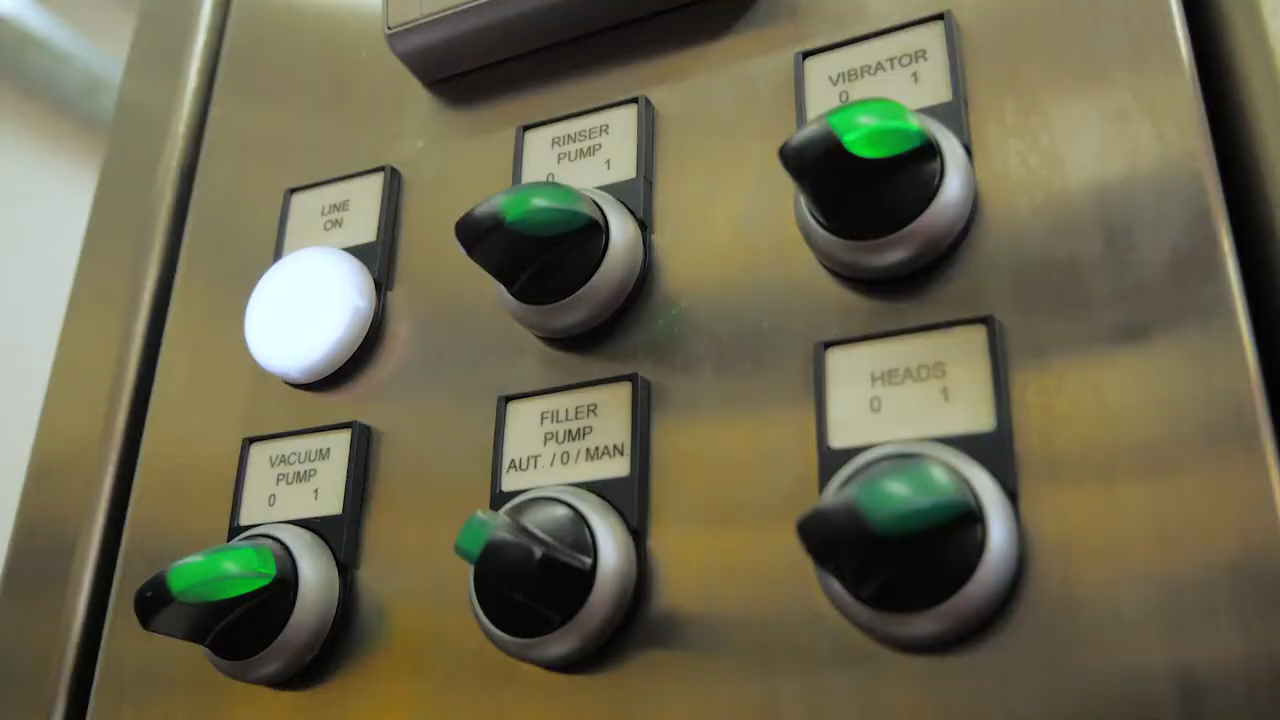 LINE
ON
RINSER
PUMP
0 1
VIBRATOR
0 1
VACUUM
PUMP
0 1
FILLER
PUMP
AUT. / 0 / MAN.
HEADS
0 1